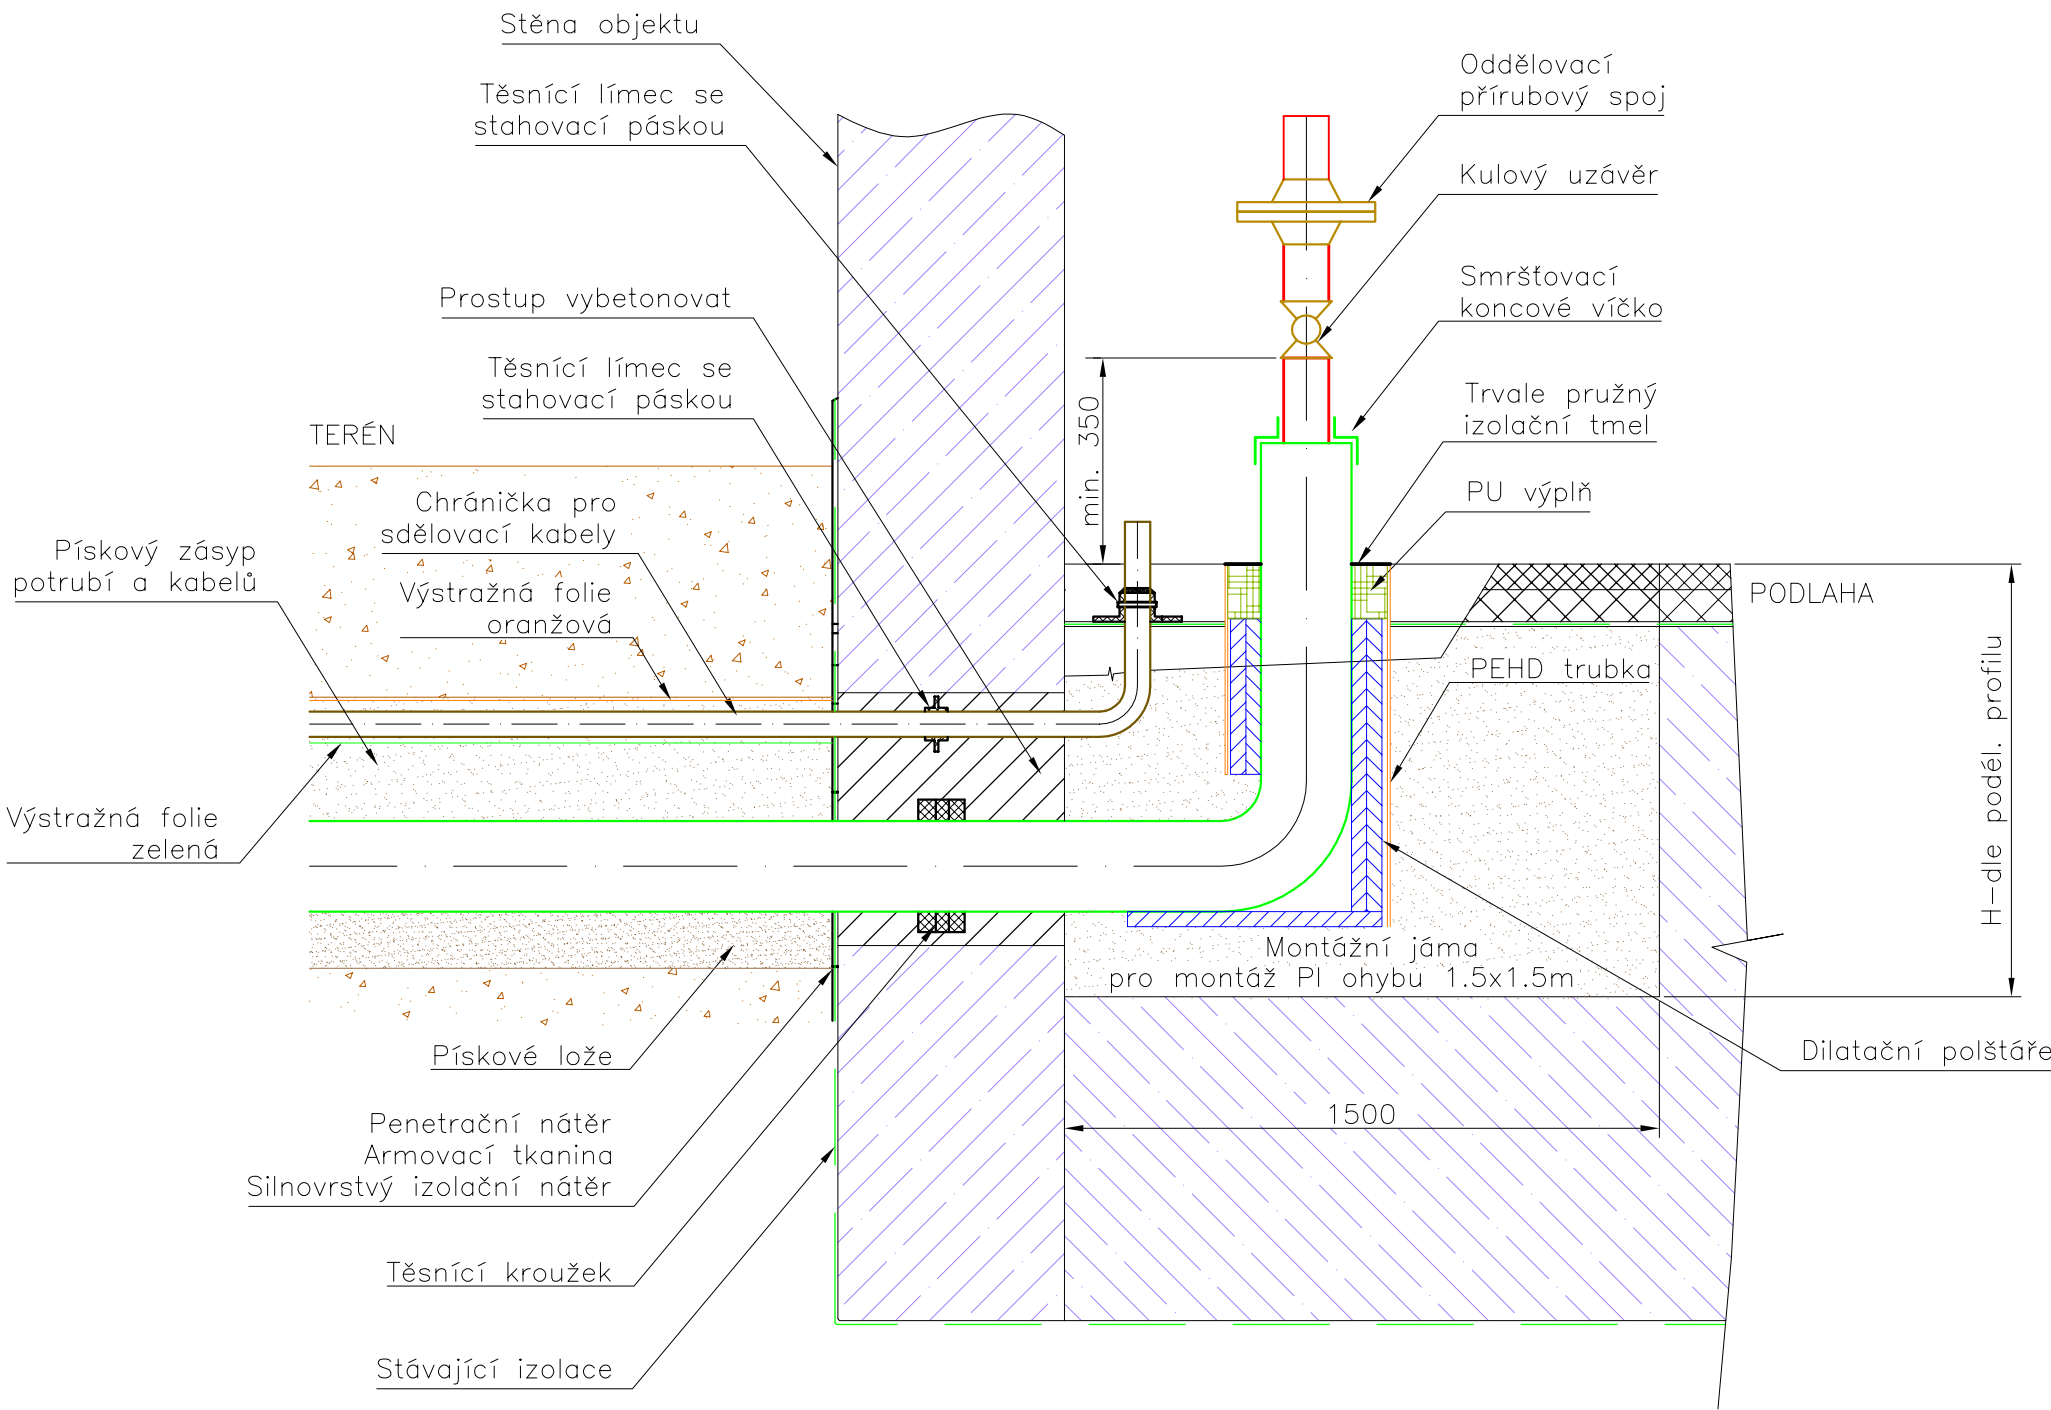 Stěna objektu
Těsnící límec se
stahovací páskou
Prostup vybetonovat
Těsnící límec se
stahovací páskou
TERÉN
Chránička pro
sdělovací kabely
Výstražná folie
oranžová
Pískový zásyp
potrubí a kabelů
Výstražná folie
zelená
Pískové lože
Penetrační nátěr
Armovací tkanina
Silnovrstvý izolační nátěr
Těsnící kroužek
Stávající izolace
Oddělovací
přírubový spoj
Kulový uzávěr
Smršťovací
koncové víčko
min. 350
Trvale pružný
izolační tmel
PU výplň
PODLAHA
PEHD trubka
H-dle poděl. profilu
Montážní jáma
pro montáž PI ohybu 1.5x1.5m
Dilatační polštáře
1500